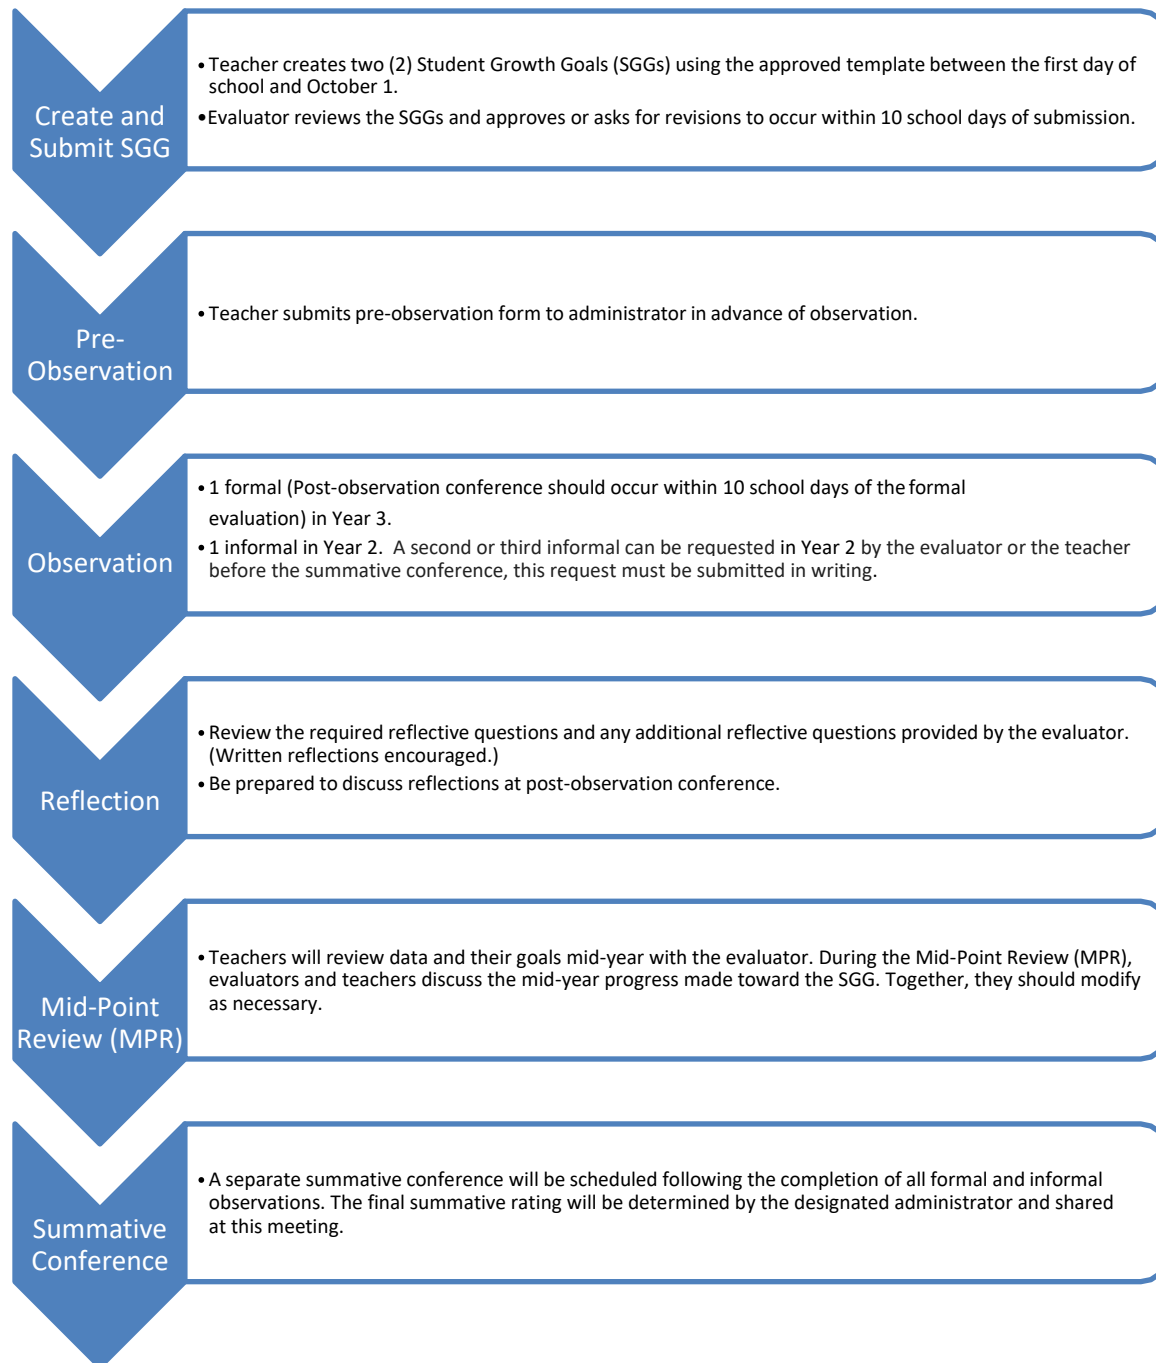 Create and
Submit SGG
• Teacher creates two (2) Student Growth Goals (SGGs) using the approved template between the first day of
school and October 1.
•Evaluator reviews the SGGs and approves or asks for revisions to occur within 10 school days of submission.
Pre-
Observation
• Teacher submits pre-observation form to administrator in advance of observation.
Observation
• 1 formal (Post-observation conference should occur within 10 school days of the formal
evaluation) in Year 3.
• 1 informal in Year 2.  A second or third informal can be requested in Year 2 by the evaluator or the teacher
before the summative conference, this request must be submitted in writing.
Reflection
• Review the required reflective questions and any additional reflective questions provided by the evaluator.
(Written reflections encouraged.)
• Be prepared to discuss reflections at post-observation conference.
Mid-Point
Review (MPR)
• Teachers will review data and their goals mid-year with the evaluator. During the Mid-Point Review (MPR),
evaluators and teachers discuss the mid-year progress made toward the SGG. Together, they should modify
as necessary.
Summative
Conference
• A separate summative conference will be scheduled following the completion of all formal and informal
observations. The final summative rating will be determined by the designated administrator and shared
at this meeting.